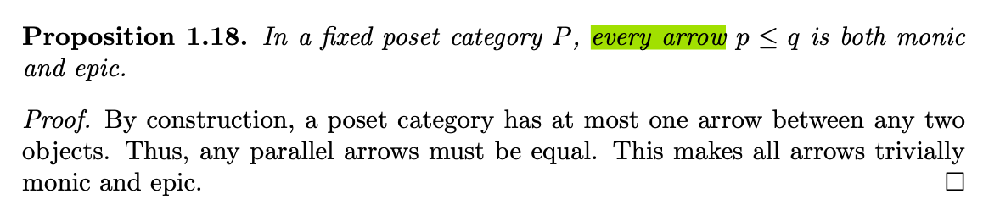 Proposition 1.18. In a fixed poset category P, every arrow p ≤ q is both monic
and epic.
Proof. By construction, a poset category has at most one arrow between any two
objects. Thus, any parallel arrows must be equal. This makes all arrows trivially
monic and epic. □